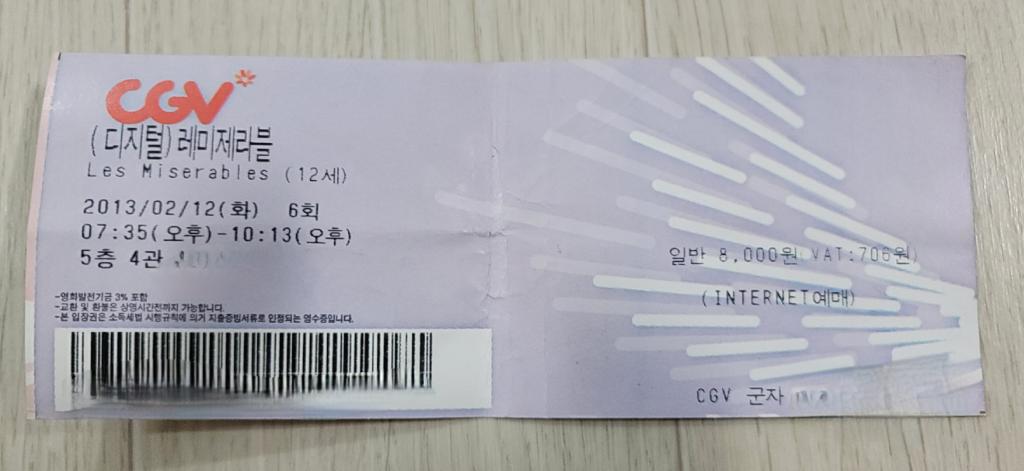 CGV
(디지털)레미제라블
Les Miserables (12세)
2013/02/12(화) 6회
07:35(오후)-10:13(오후)
5층 4관
-영화발전기금 3% 포함
-교환 및 환불은 상영시간전까지 가능합니다.
-본 입장권은 소득세법 시행규칙에 의거 지출증빙서류로 인정되는 영수증입니다.
일반 8,000원(VAT:706원)
(INTERNET예매)
CGV 군자